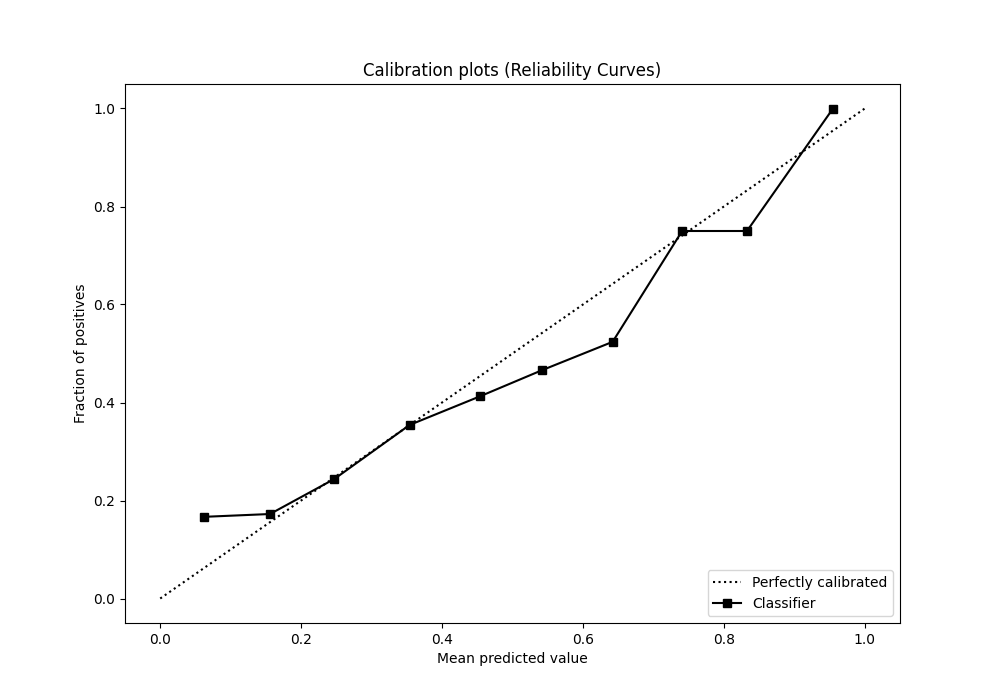 Calibration plots (Reliability Curves)
1.0
0.8
0.6
0.4
0.2
0.0
Fraction of positives
0.0 0.2 0.4 0.6 0.8 1.0
Mean predicted value
Perfectly calibrated
Classifier